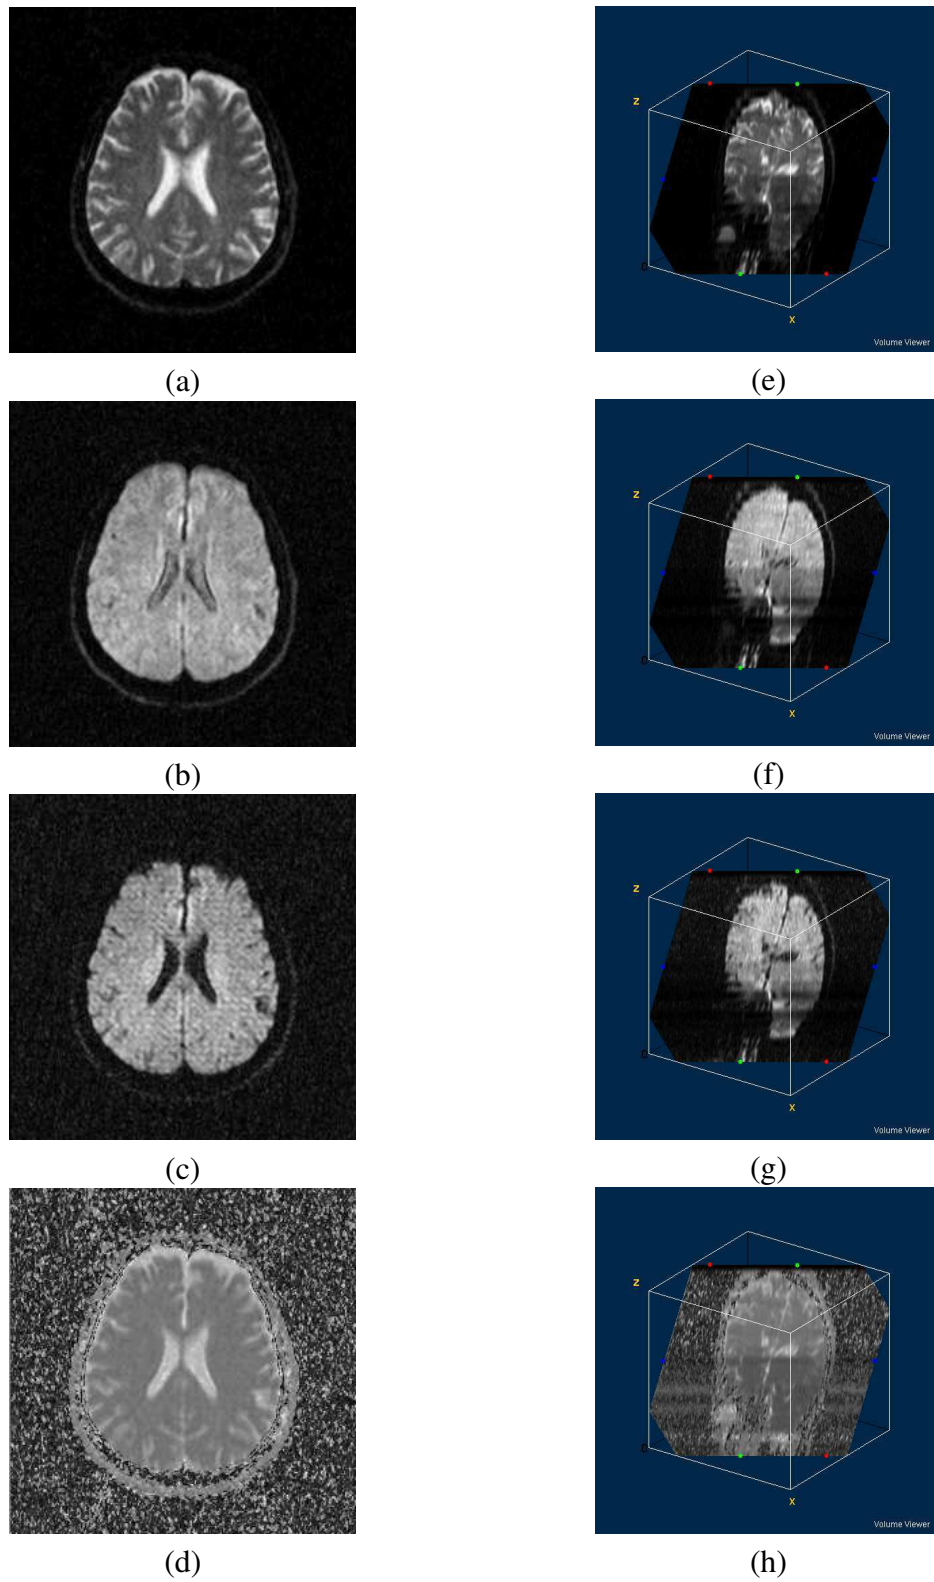 z
0
x
Volume Viewer
(a)
(e)
z
0
x
Volume Viewer
(b)
(f)
z
0
x
Volume Viewer
(c)
(g)
z
0
x
Volume Viewer
(d)
(h)